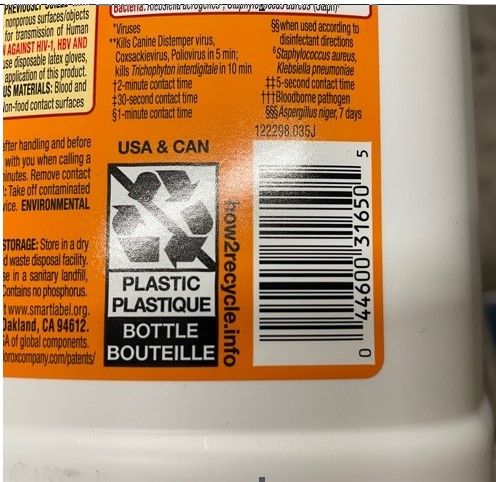 PREVIOUSLY
nonporous surfaces/objects
for transmission of Human
AGAINST HIV-1, HBV AND
use disposable latex gloves,
application of this product.
US MATERIALS: Blood and
Non-food contact surfaces
after handling and before
with you when calling a
minutes. Remove contact
: Take off contaminated
vice. ENVIRONMENTAL
STORAGE: Store in a dry
d waste disposal facility.
se in a sanitary landfill,
Contains no phosphorus.
www.smartlabel.org.
Oakland, CA 94612.
SA of global components.
oroxcompany.com/patents/
*Viruses
**Kills Canine Distemper virus,
Coxsackievirus, Poliovirus in 5 min;
kills Trichophyton interdigitale in 10 min
†2-minute contact time
‡30-second contact time
§1-minute contact time
§§when used according to
disinfectant directions
⁶Staphylococcus aureus,
Klebsiella pneumoniae
‡‡5-second contact time
†††Bloodborne pathogen
§§§Aspergillus niger, 7 days
122298.035J
USA & CAN
PLASTIC
PLASTIQUE
BOTTLE
BOUTEILLE
how2recycle.info
0 44600 31650 5